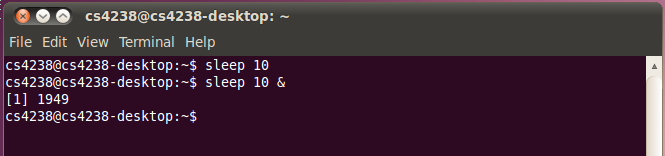 cs4238@cs4238-desktop: ~
File Edit View Terminal Help
cs4238@cs4238-desktop:~$ sleep 10
cs4238@cs4238-desktop:~$ sleep 10 &
[1] 1949
cs4238@cs4238-desktop:~$